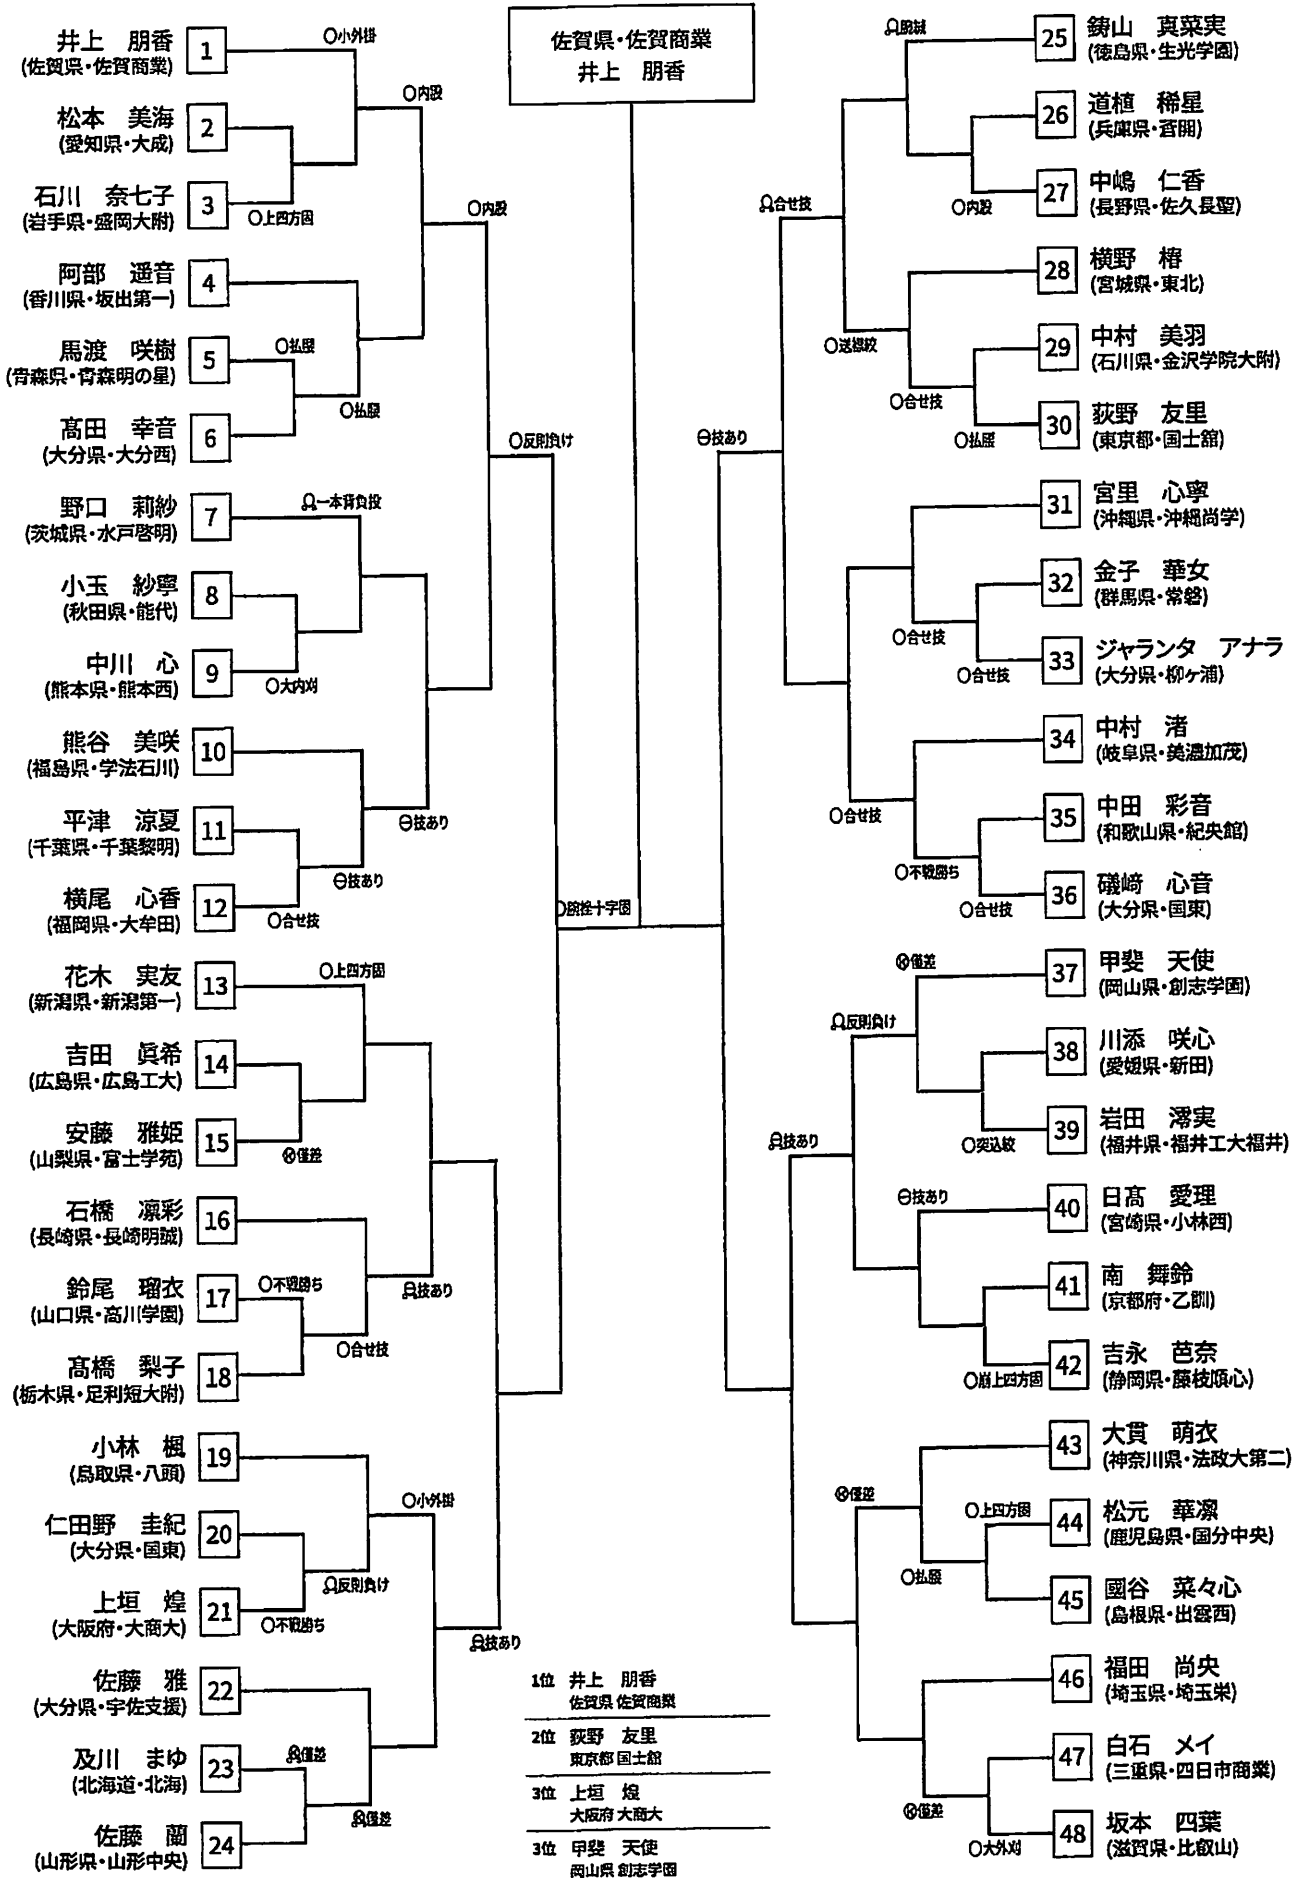 佐賀県・佐賀商業
井上 朋香
井上 朋香
(佐賀県・佐賀商業)
1
○小外掛
松本 美海
(愛知県・大成)
2
○内股
石川 奈七子
(岩手県・盛岡大附)
3
○上四方固
○内股
阿部 遥音
(香川県・坂出第一)
4
馬渡 咲樹
(青森県・青森明の星)
5
○払腰
髙田 幸音
(大分県・大分西)
6
○払腰
○反則負け
野口 莉紗
(茨城県・水戸啓明)
7
一本背負投
小玉 紗寧
(秋田県・能代)
8
中川 心
(熊本県・熊本西)
9
○大内刈
熊谷 美咲
(福島県・学法石川)
10
技あり
平津 涼夏
(千葉県・千葉黎明)
11
技あり
横尾 心香
(福岡県・大牟田)
12
○合せ技
○腕挫十字固
花木 実友
(新潟県・新潟第一)
13
○上四方固
吉田 眞希
(広島県・広島工大)
14
安藤 雅姫
(山梨県・富士学苑)
15
僅差
石橋 凛彩
(長崎県・長崎明誠)
16
技あり
鈴尾 瑠衣
(山口県・高川学園)
17
○不戦勝ち
○合せ技
髙橋 梨子
(栃木県・足利短大附)
18
小林 楓
(鳥取県・八頭)
19
○小外掛
仁田野 圭紀
(大分県・国東)
20
反則負け
上垣 煌
(大阪府・大商大)
21
○不戦勝ち
技あり
佐藤 雅
(大分県・宇佐支援)
22
及川 まゆ
(北海道・北海)
23
僅差
僅差
佐藤 蘭
(山形県・山形中央)
24
25
鋳山 真菜実
(徳島県・生光学園)
26
道植 稀星
(兵庫県・蒼開)
27
中嶋 仁香
(長野県・佐久長聖)
○内股
合せ技
28
横野 椿
(宮城県・東北)
29
中村 美羽
(石川県・金沢学院大附)
○送襟絞
○合せ技
30
荻野 友里
(東京都・国士舘)
○払腰
技あり
31
宮里 心寧
(沖縄県・沖縄尚学)
32
金子 華女
(群馬県・常磐)
○合せ技
33
ジャランタ アナラ
(大分県・柳ヶ浦)
○合せ技
34
中村 渚
(岐阜県・美濃加茂)
35
中田 彩音
(和歌山県・紀央館)
○合せ技
○不戦勝ち
36
礒﨑 心音
(大分県・国東)
○合せ技
37
甲斐 天使
(岡山県・創志学園)
僅差
反則負け
38
川添 咲心
(愛媛県・新田)
39
岩田 澪実
(福井県・福井工大福井)
○突込絞
技あり
40
日髙 愛理
(宮崎県・小林西)
技あり
41
南 舞鈴
(京都府・乙訓)
42
吉永 芭奈
(静岡県・藤枝順心)
○崩上四方固
43
大貫 萌衣
(神奈川県・法政大第二)
僅差
44
松元 華凜
(鹿児島県・国分中央)
○上四方固
○払腰
45
國谷 菜々心
(島根県・出雲西)
46
福田 尚央
(埼玉県・埼玉栄)
47
白石 メイ
(三重県・四日市商業)
僅差
48
坂本 四葉
(滋賀県・比叡山)
○大外刈
1位 井上 朋香
佐賀県 佐賀商業
2位 荻野 友里
東京都 国士舘
3位 上垣 煌
大阪府 大商大
3位 甲斐 天使
岡山県 創志学園